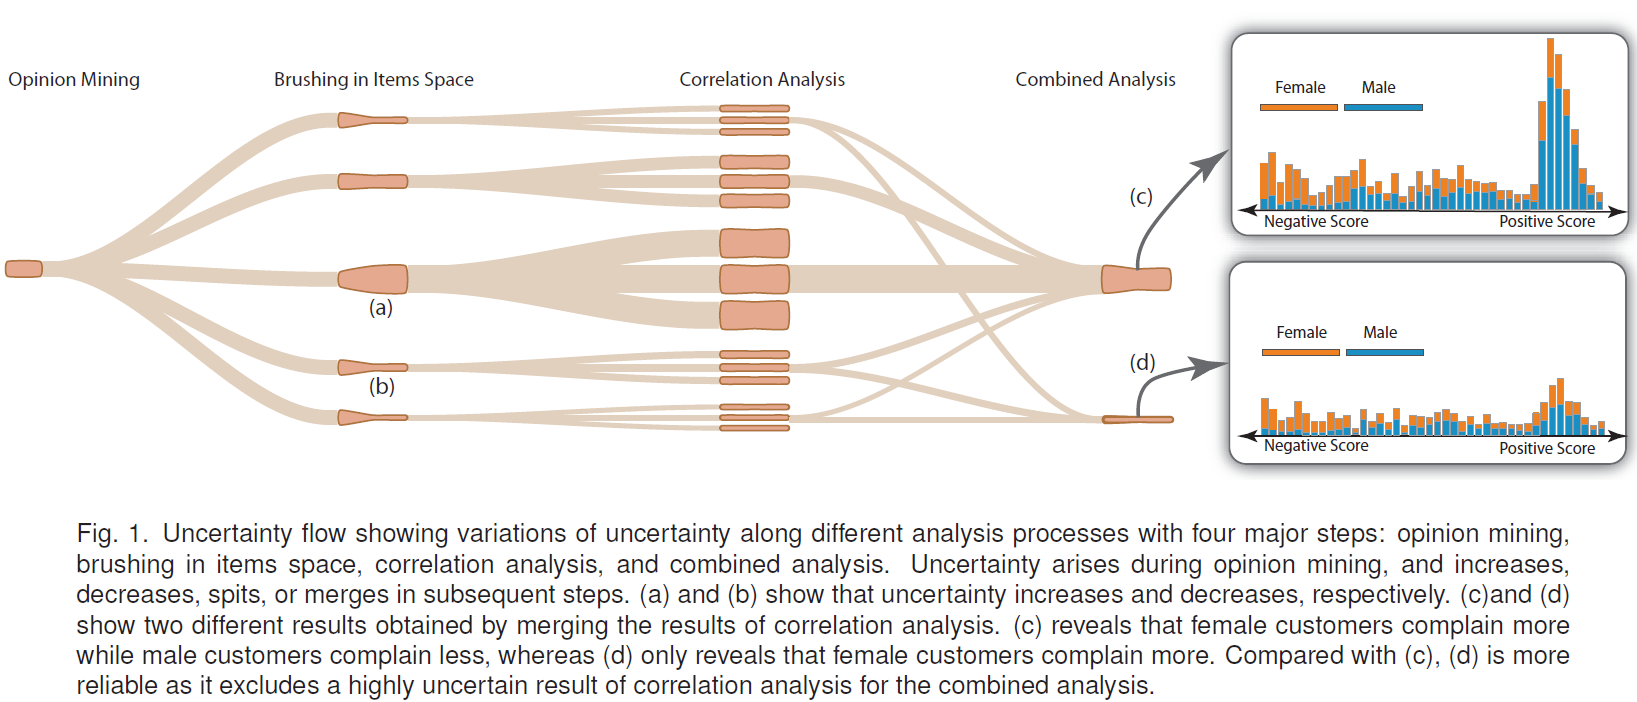 Opinion Mining
Brushing in Items Space
Correlation Analysis
Combined Analysis
(a)
(b)
(c)
(d)
Female Male
Negative Score Positive Score
Female Male
Negative Score Positive Score
Fig. 1. Uncertainty flow showing variations of uncertainty along different analysis processes with four major steps: opinion mining,
brushing in items space, correlation analysis, and combined analysis. Uncertainty arises during opinion mining, and increases,
decreases, spits, or merges in subsequent steps. (a) and (b) show that uncertainty increases and decreases, respectively. (c)and (d)
show two different results obtained by merging the results of correlation analysis. (c) reveals that female customers complain more
while male customers complain less, whereas (d) only reveals that female customers complain more. Compared with (c), (d) is more
reliable as it excludes a highly uncertain result of correlation analysis for the combined analysis.